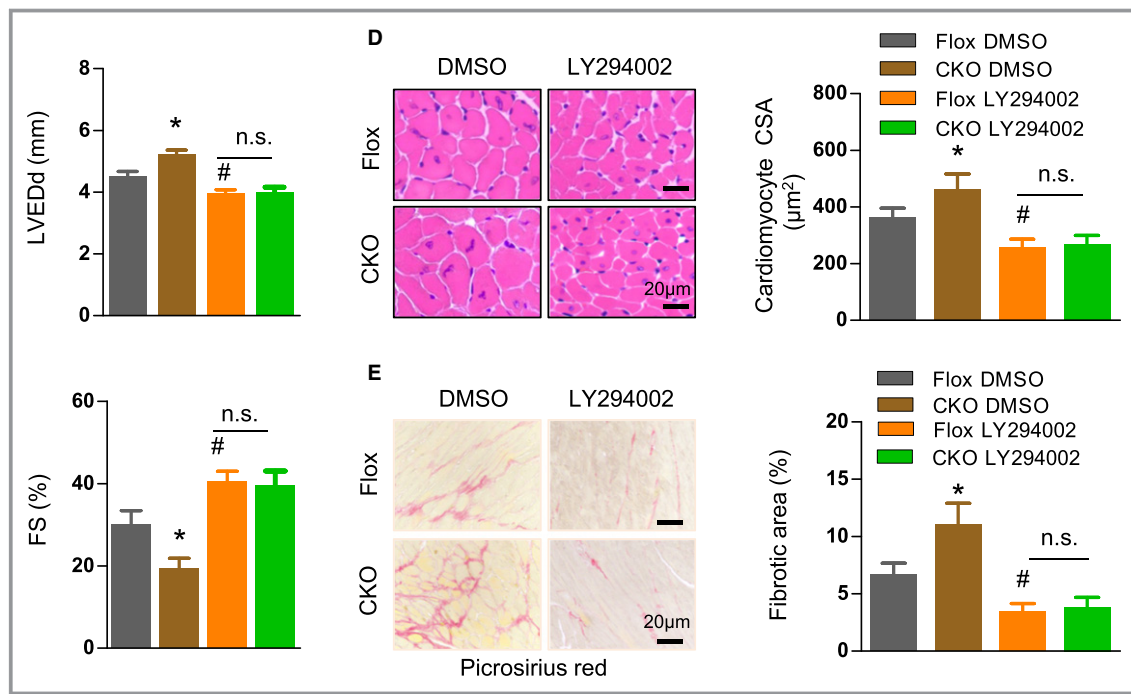 LVEDd (mm)
8
6
4
2
0
*
#
n.s.
D
DMSO
LY294002
Flox
CKO
20μm
Flox DMSO
CKO DMSO
Flox LY294002
CKO LY294002
Cardiomyocyte CSA
(μm²)
800
600
400
200
0
*
#
n.s.
FS (%)
60
40
20
0
*
#
n.s.
E
DMSO
LY294002
Flox
CKO
20μm
Picrosirius red
Flox DMSO
CKO DMSO
Flox LY294002
CKO LY294002
Fibrotic area (%)
20
15
10
5
0
*
#
n.s.